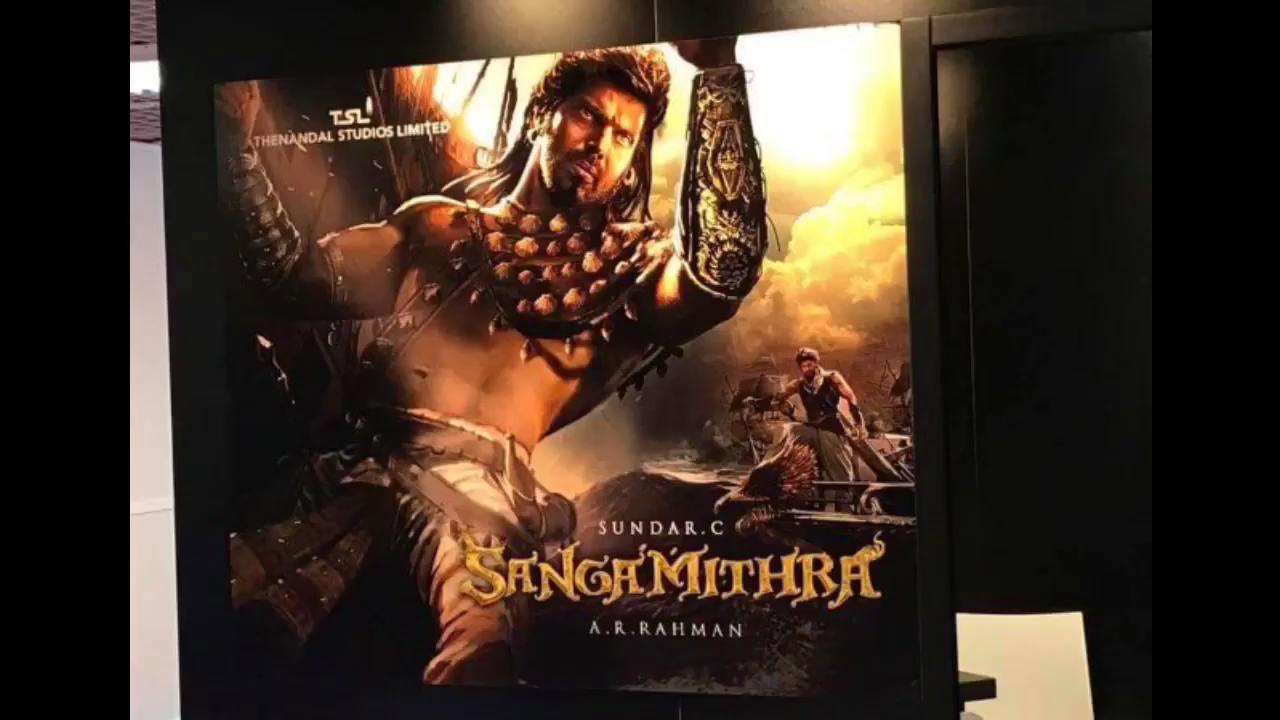 TSL
THENANDAL STUDIOS LIMITED
SUNDAR.C
SANGAMITHRA
A.R.RAHMAN